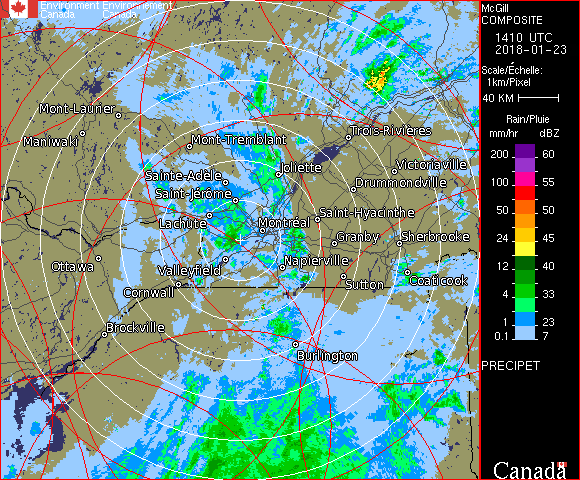 Environment Environnement
Canada Canada
McGill
COMPOSITE
1410 UTC
2018-01-23
Scale/Échelle:
1km/Pixel
40 KM
Rain/Pluie
mm/hr dBZ
200 60
100 55
50 50
24 45
12 40
4 33
1 23
0.1 7
PRECIPET
Canada
Mont-Laurier
Maniwaki
Mont-Tremblant
Trois-Rivières
Joliette
Victoriaville
Sainte-Adèle
Drummondville
Saint-Jérôme
Lachute
Montréal
Saint-Hyacinthe
Granby
Sherbrooke
Ottawa
Valleyfield
Napierville
Cornwall
Sutton
Coaticook
Brockville
Burlington